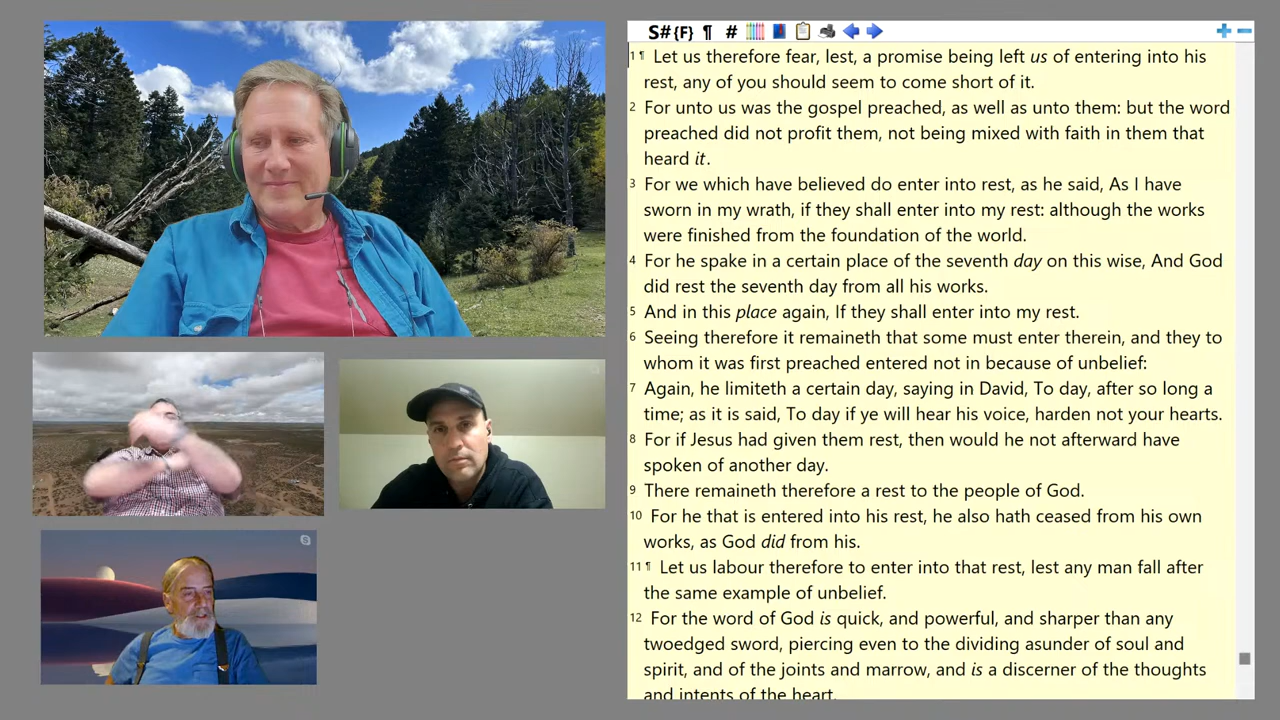 S# {F} ¶ #
1 ¶ Let us therefore fear, lest, a promise being left us of entering into his
rest, any of you should seem to come short of it.
2 For unto us was the gospel preached, as well as unto them: but the word
preached did not profit them, not being mixed with faith in them that
heard it.
3 For we which have believed do enter into rest, as he said, As I have
sworn in my wrath, if they shall enter into my rest: although the works
were finished from the foundation of the world.
4 For he spake in a certain place of the seventh day on this wise, And God
did rest the seventh day from all his works.
5 And in this place again, If they shall enter into my rest.
6 Seeing therefore it remaineth that some must enter therein, and they to
whom it was first preached entered not in because of unbelief:
7 Again, he limiteth a certain day, saying in David, To day, after so long a
time; as it is said, To day if ye will hear his voice, harden not your hearts.
8 For if Jesus had given them rest, then would he not afterward have
spoken of another day.
9 There remaineth therefore a rest to the people of God.
10 For he that is entered into his rest, he also hath ceased from his own
works, as God did from his.
11 ¶ Let us labour therefore to enter into that rest, lest any man fall after
the same example of unbelief.
12 For the word of God is quick, and powerful, and sharper than any
twoedged sword, piercing even to the dividing asunder of soul and
spirit, and of the joints and marrow, and is a discerner of the thoughts
and intents of the heart.